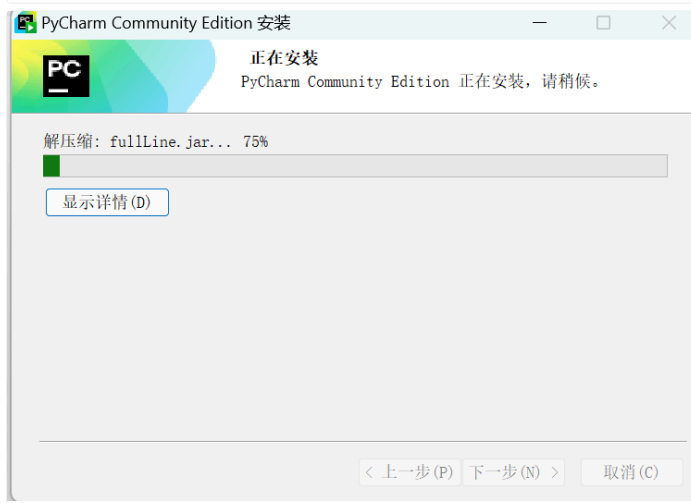 PyCharm Community Edition 安装
PC
正在安装
PyCharm Community Edition 正在安装，请稍候。
解压缩: fullLine.jar... 75%
显示详情(D)
< 上一步(P) 下一步(N) > 取消(C)